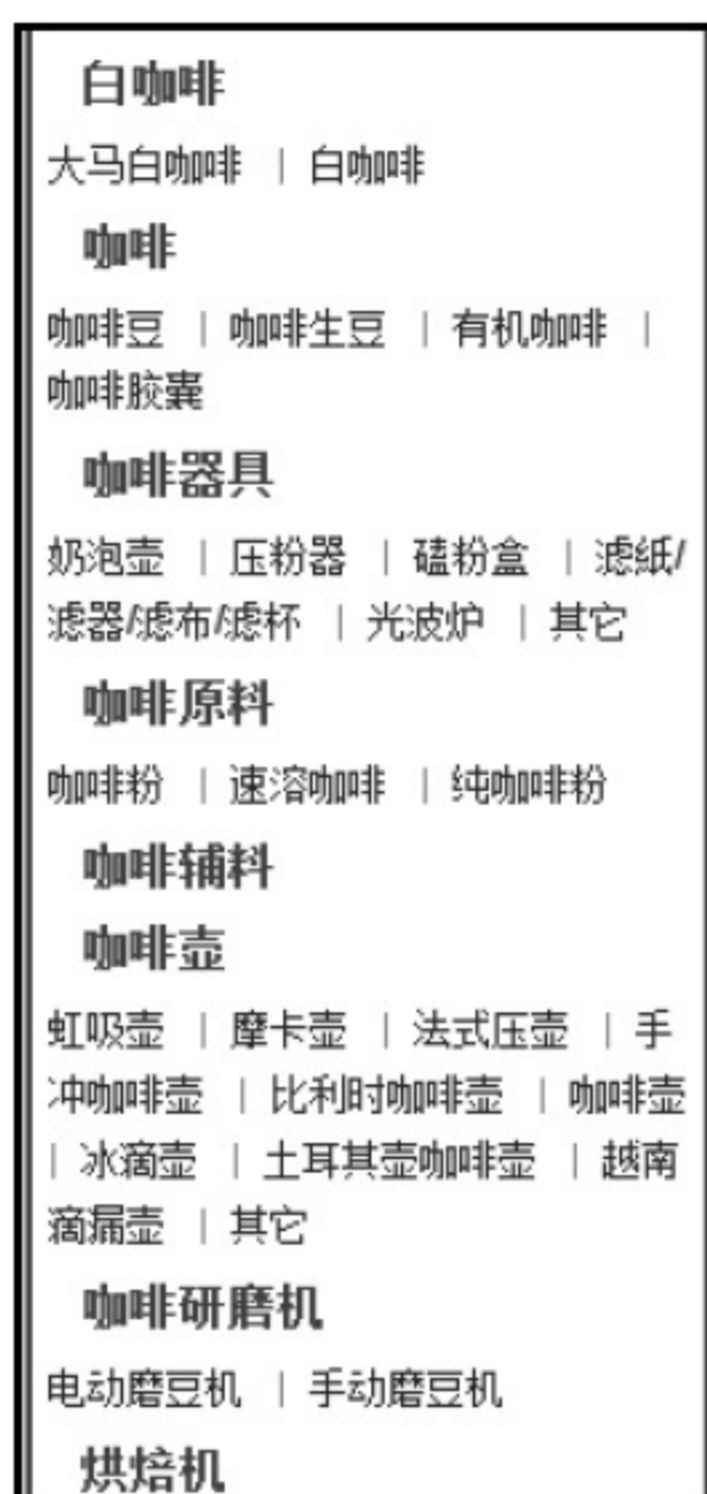 白咖啡
大马白咖啡 | 白咖啡
咖啡
咖啡豆 | 咖啡生豆 | 有机咖啡 |
咖啡胶囊
咖啡器具
奶泡壶 | 压粉器 | 磕粉盒 | 滤紙/
滤器/滤布/滤杯 | 光波炉 | 其它
咖啡原料
咖啡粉 | 速溶咖啡 | 纯咖啡粉
咖啡辅料
咖啡壶
虹吸壶 | 摩卡壶 | 法式压壶 | 手
冲咖啡壶 | 比利时咖啡壶 | 咖啡壶
| 冰滴壶 | 土耳其壶咖啡壶 | 越南
滴漏壶 | 其它
咖啡研磨机
电动磨豆机 | 手动磨豆机
烘焙机